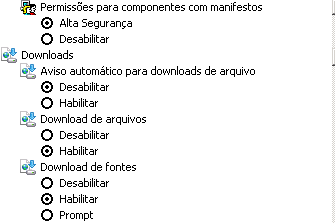 Permissões para componentes com manifestos
Alta Segurança
Desabilitar
Downloads
Aviso automático para downloads de arquivo
Desabilitar
Habilitar
Download de arquivos
Desabilitar
Habilitar
Download de fontes
Desabilitar
Habilitar
Prompt